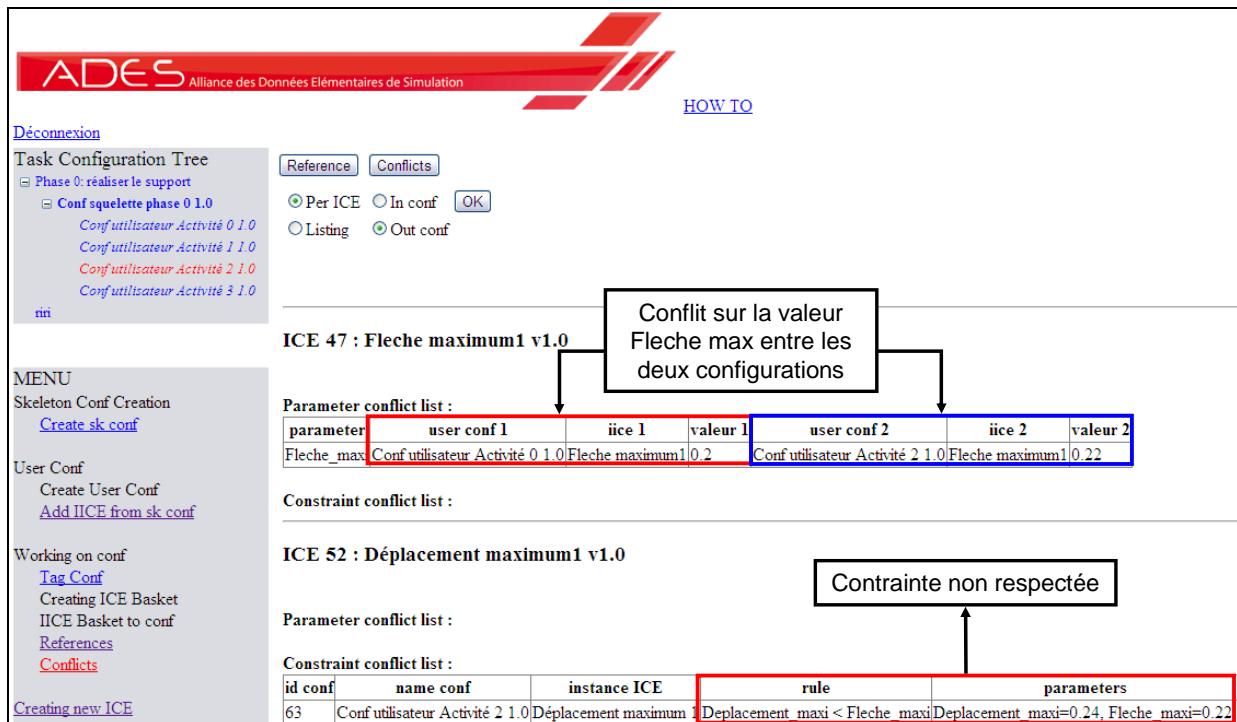 ADES Alliance des Données Elémentaires de Simulation
HOW TO
Déconnexion
Task Configuration Tree
Phase 0: réaliser le support
Conf squelette phase 0 1.0
Conf utilisateur Activité 0 1.0
Conf utilisateur Activité 1 1.0
Conf utilisateur Activité 2 1.0
Conf utilisateur Activité 3 1.0
riri
MENU
Skeleton Conf Creation
Create sk conf
User Conf
Create User Conf
Add IICE from sk conf
Working on conf
Tag Conf
Creating ICE Basket
IICE Basket to conf
References
Conflicts
Creating new ICE
Reference Conflicts
Per ICE In conf OK
Listing Out conf
Conflit sur la valeur
Fleche max entre les
deux configurations
ICE 47 : Fleche maximum1 v1.0
Parameter conflict list :
parameter user conf 1 iice 1 valeur 1 user conf 2 iice 2 valeur 2
Fleche_maxi Conf utilisateur Activité 0 1.0 Fleche maximum1 0.2 Conf utilisateur Activité 2 1.0 Fleche maximum1 0.22
Constraint conflict list :
ICE 52 : Déplacement maximum1 v1.0
Contrainte non respectée
Parameter conflict list :
Constraint conflict list :
id conf name conf instance ICE rule parameters
63 Conf utilisateur Activité 2 1.0 Déplacement maximum 1 Deplacement_maxi < Fleche_maxi Deplacement_maxi=0.24, Fleche_maxi=0.22